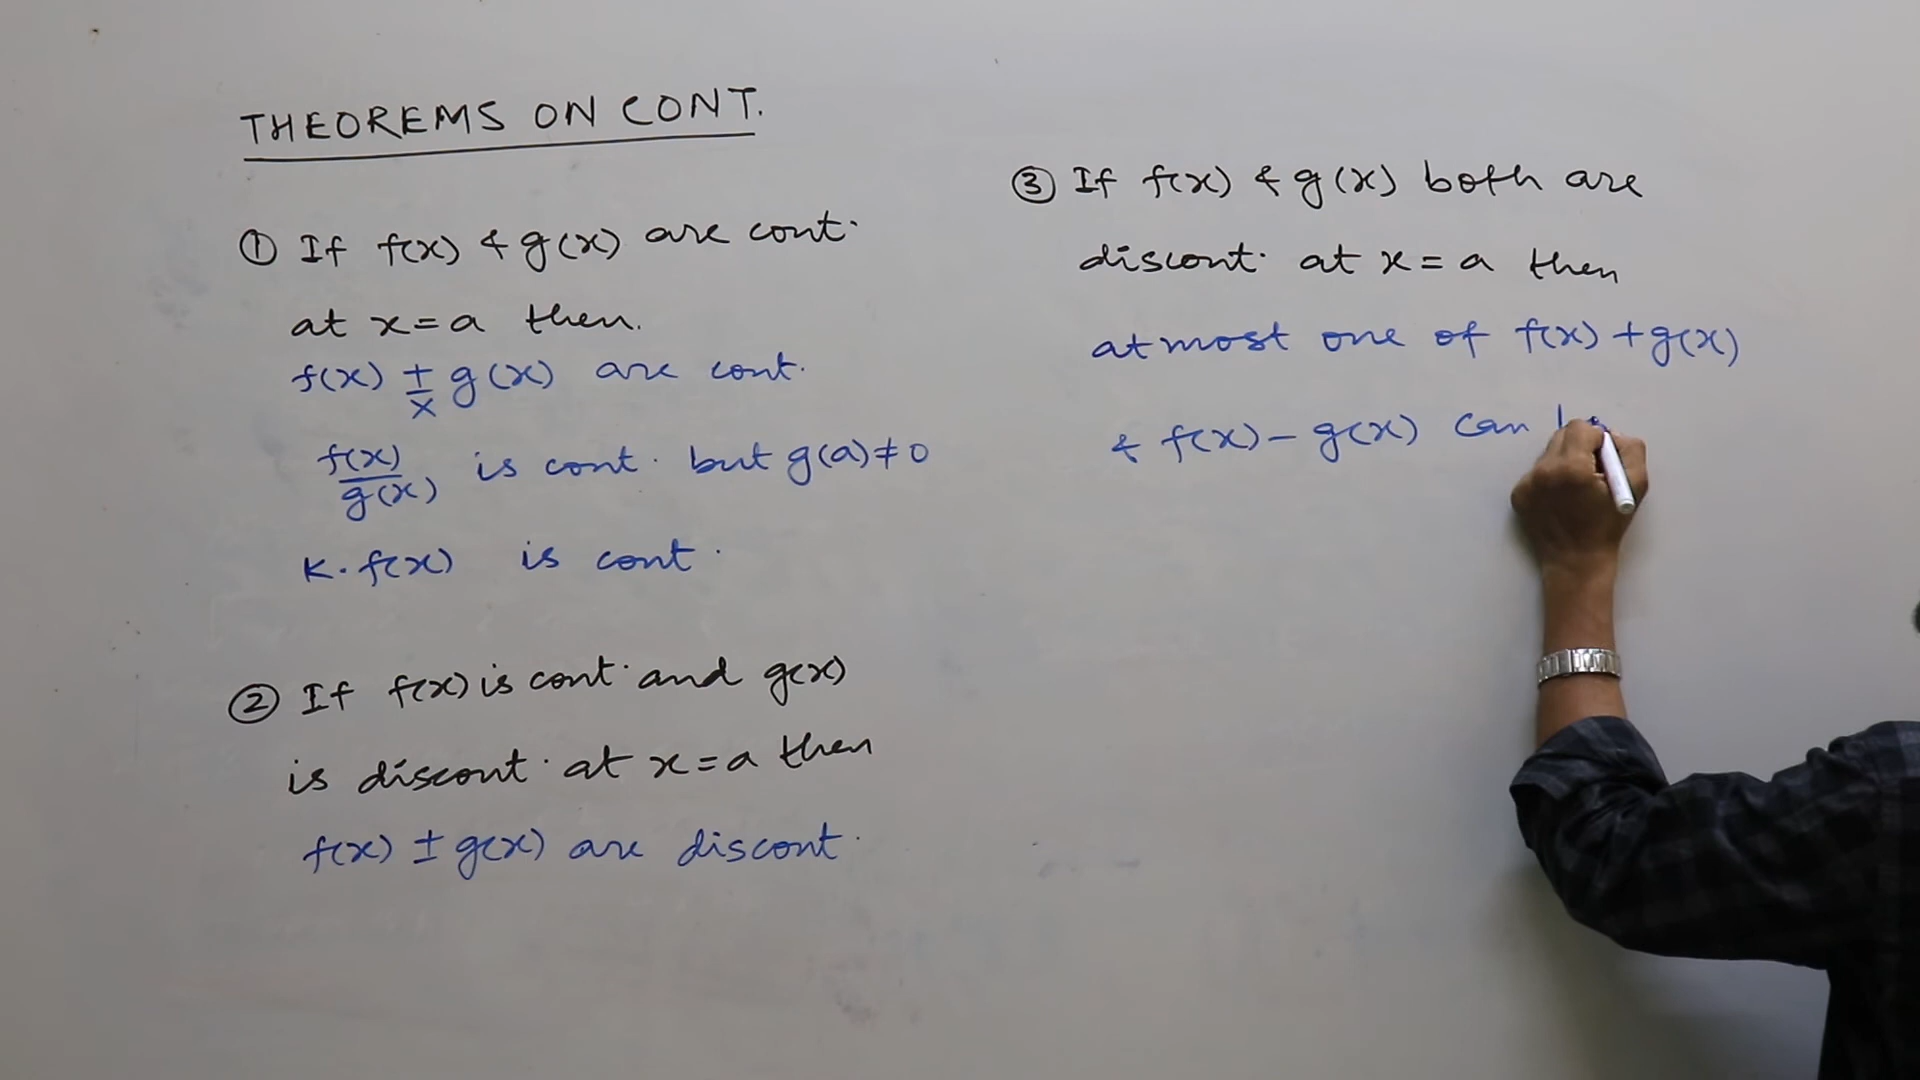 THEOREMS ON CONT.
① If f(x) & g(x) are cont.
at x=a then.
f(x) ± g(x) are cont.
×
f(x)/g(x) is cont. but g(a)≠0
K.f(x) is cont.
② If f(x) is cont. and g(x)
is discont. at x=a then
f(x) ± g(x) are discont.
③ If f(x) & g(x) both are
discont. at x=a then
atmost one of f(x)+g(x)
& f(x)-g(x) can